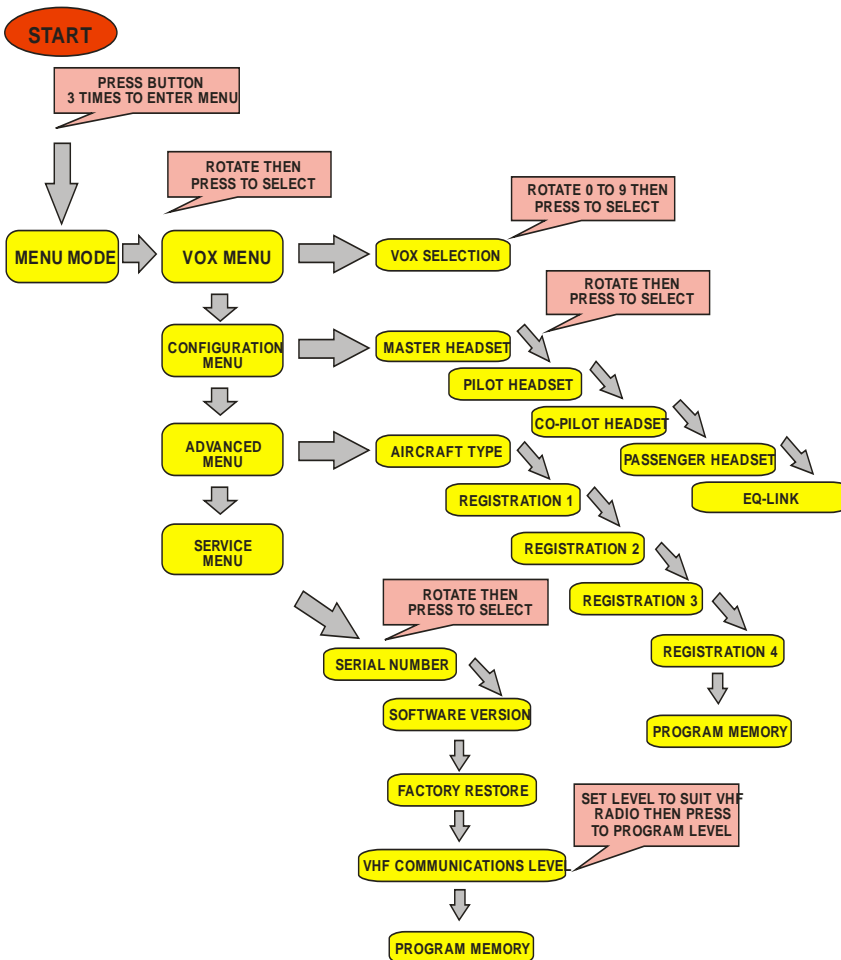 START
PRESS BUTTON
3 TIMES TO ENTER MENU
ROTATE THEN
PRESS TO SELECT
ROTATE 0 TO 9 THEN
PRESS TO SELECT
MENU MODE
VOX MENU
VOX SELECTION
ROTATE THEN
PRESS TO SELECT
CONFIGURATION
MENU
MASTER HEADSET
PILOT HEADSET
CO-PILOT HEADSET
PASSENGER HEADSET
EQ-LINK
ADVANCED
MENU
AIRCRAFT TYPE
REGISTRATION 1
REGISTRATION 2
REGISTRATION 3
REGISTRATION 4
PROGRAM MEMORY
SERVICE
MENU
ROTATE THEN
PRESS TO SELECT
SERIAL NUMBER
SOFTWARE VERSION
FACTORY RESTORE
SET LEVEL TO SUIT VHF
RADIO THEN PRESS
TO PROGRAM LEVEL
VHF COMMUNICATIONS LEVEL
PROGRAM MEMORY